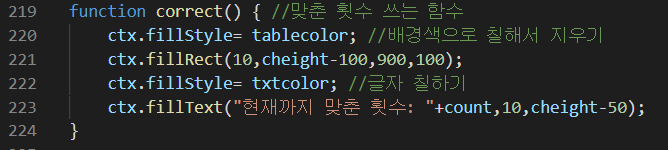 219 function correct() { //맞춘 횟수 쓰는 함수
220 ctx.fillStyle= tablecolor; //배경색으로 칠해서 지우기
221 ctx.fillRect(10,cheight-100,900,100);
222 ctx.fillStyle= txtcolor; //글자 칠하기
223 ctx.fillText("현재까지 맞춘 횟수: "+count,10,cheight-50);
224 }